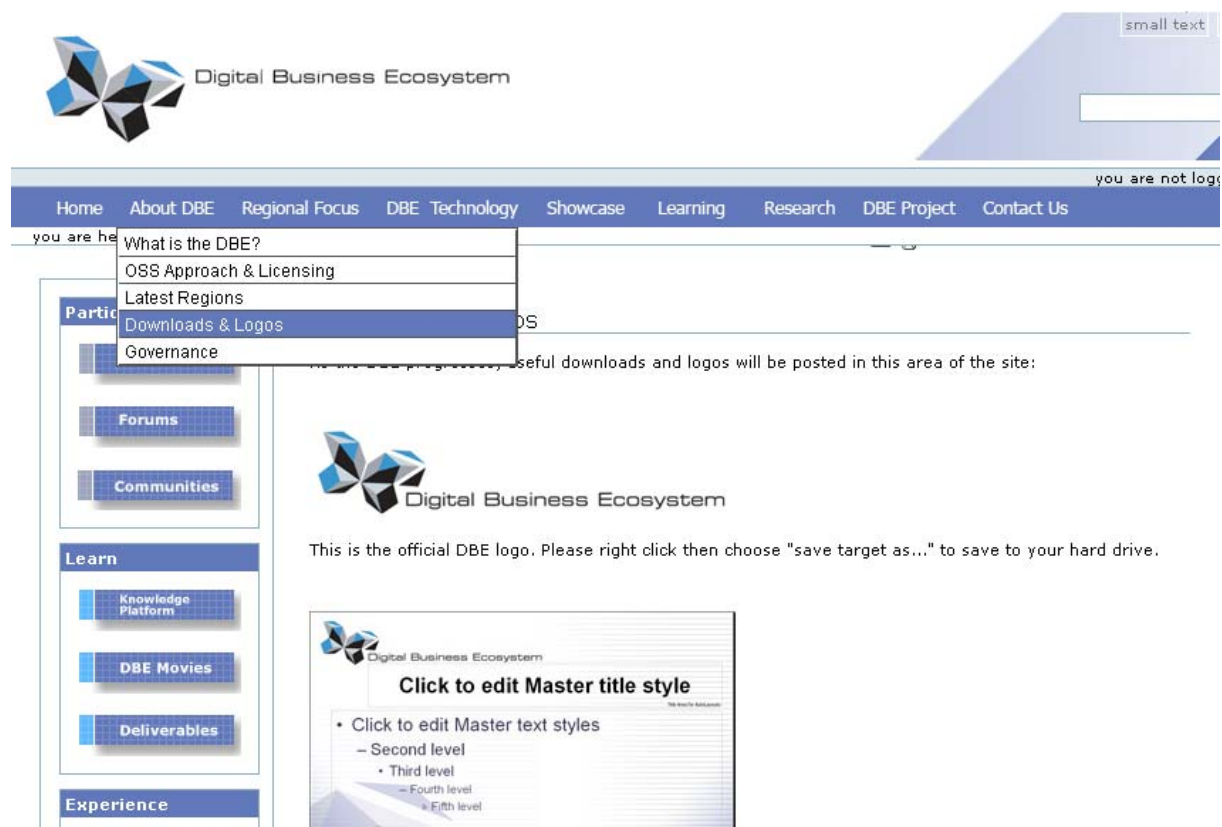 small text
Digital Business Ecosystem
you are not logg
Home About DBE Regional Focus DBE Technology Showcase Learning Research DBE Project Contact Us
you are he
What is the DBE?
OSS Approach & Licensing
Latest Regions
Downloads & Logos
Governance
Partic
Forums
Communities
Learn
Knowledge
Platform
DBE Movies
Deliverables
Experience
os
useful downloads and logos will be posted in this area of the site:
Digital Business Ecosystem
This is the official DBE logo. Please right click then choose "save target as..." to save to your hard drive.
Digital Business Ecosystem
Click to edit Master title style
• Click to edit Master text styles
– Second level
• Third level
– Fourth level
» Fifth level